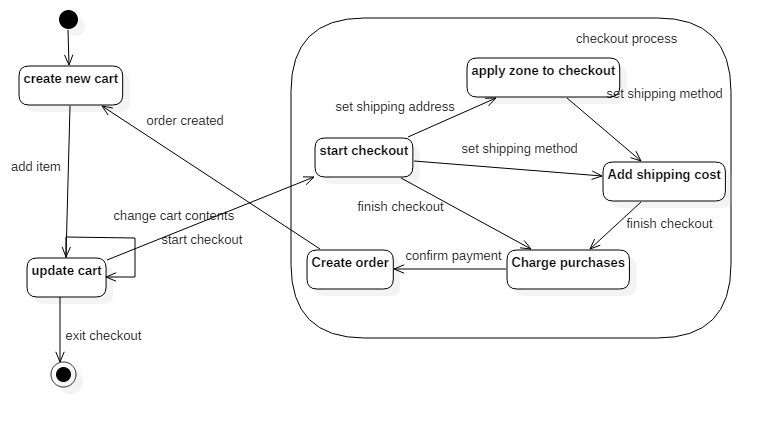 checkout process
create new cart
apply zone to checkout
set shipping method
set shipping address
order created
start checkout
set shipping method
add item
Add shipping cost
finish checkout
change cart contents
finish checkout
start checkout
update cart
Create order
confirm payment
Charge purchases
exit checkout